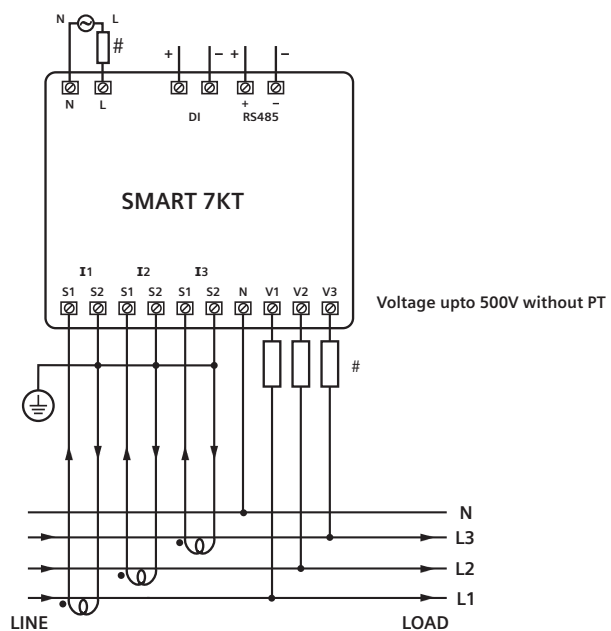 N L
#
+ − + −
N L + −
DI RS485
SMART 7KT
I1 I2 I3
S1 S2 S1 S2 S1 S2 N V1 V2 V3
Voltage upto 500V without PT
#
N
L3
L2
L1
LINE LOAD